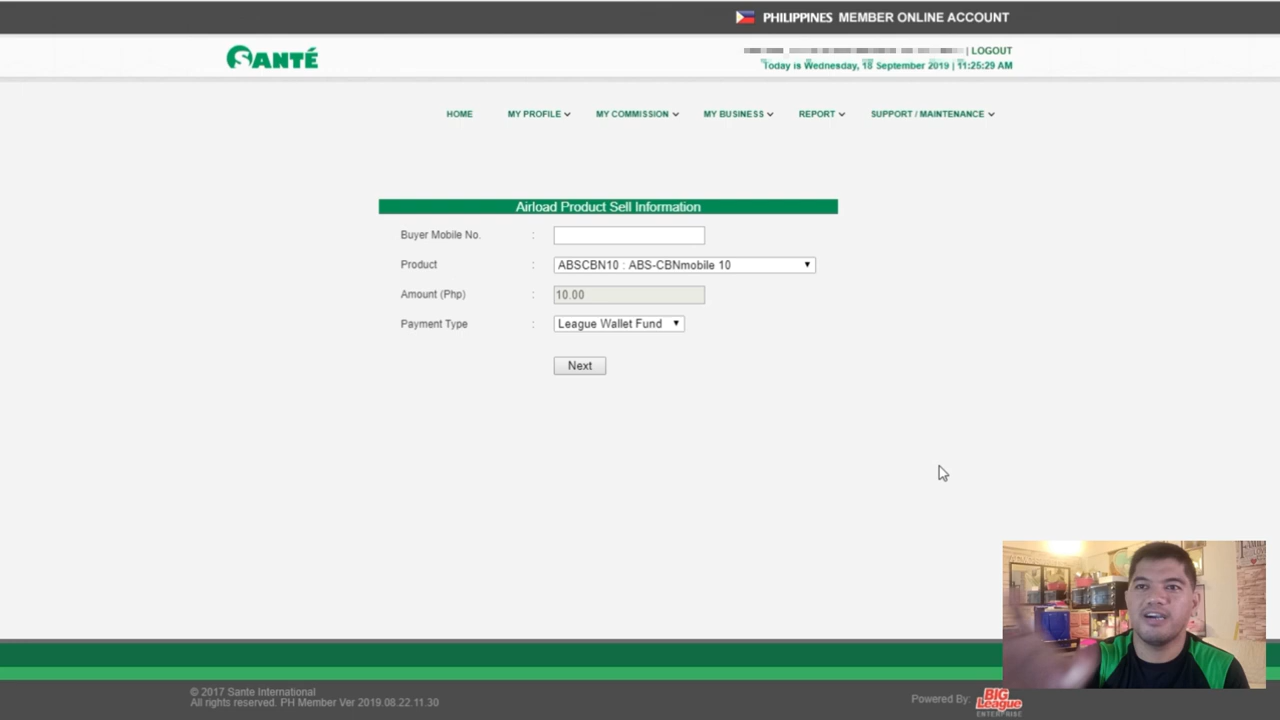 PHILIPPINES MEMBER ONLINE ACCOUNT
SANTÉ
| LOGOUT
Today is Wednesday, 18 September 2019 | 11:25:29 AM
HOME MY PROFILE MY COMMISSION MY BUSINESS REPORT SUPPORT / MAINTENANCE
Airload Product Sell Information
Buyer Mobile No. :
Product : ABSCBN10 : ABS-CBNmobile 10
Amount (Php) : 10.00
Payment Type : League Wallet Fund
Next
© 2017 Sante International
All rights reserved. PH Member Ver 2019.08.22.11.30
Powered By: BIG League ENTERPRISE